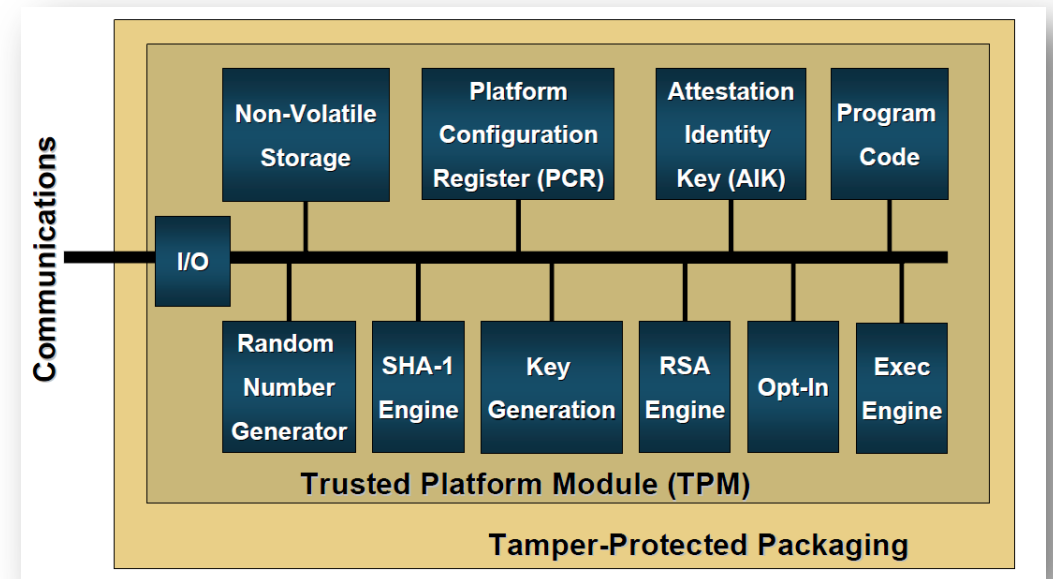 Communications
Non-Volatile
Storage
Platform
Configuration
Register (PCR)
Attestation
Identity
Key (AIK)
Program
Code
I/O
Random
Number
Generator
SHA-1
Engine
Key
Generation
RSA
Engine
Opt-In
Exec
Engine
Trusted Platform Module (TPM)
Tamper-Protected Packaging